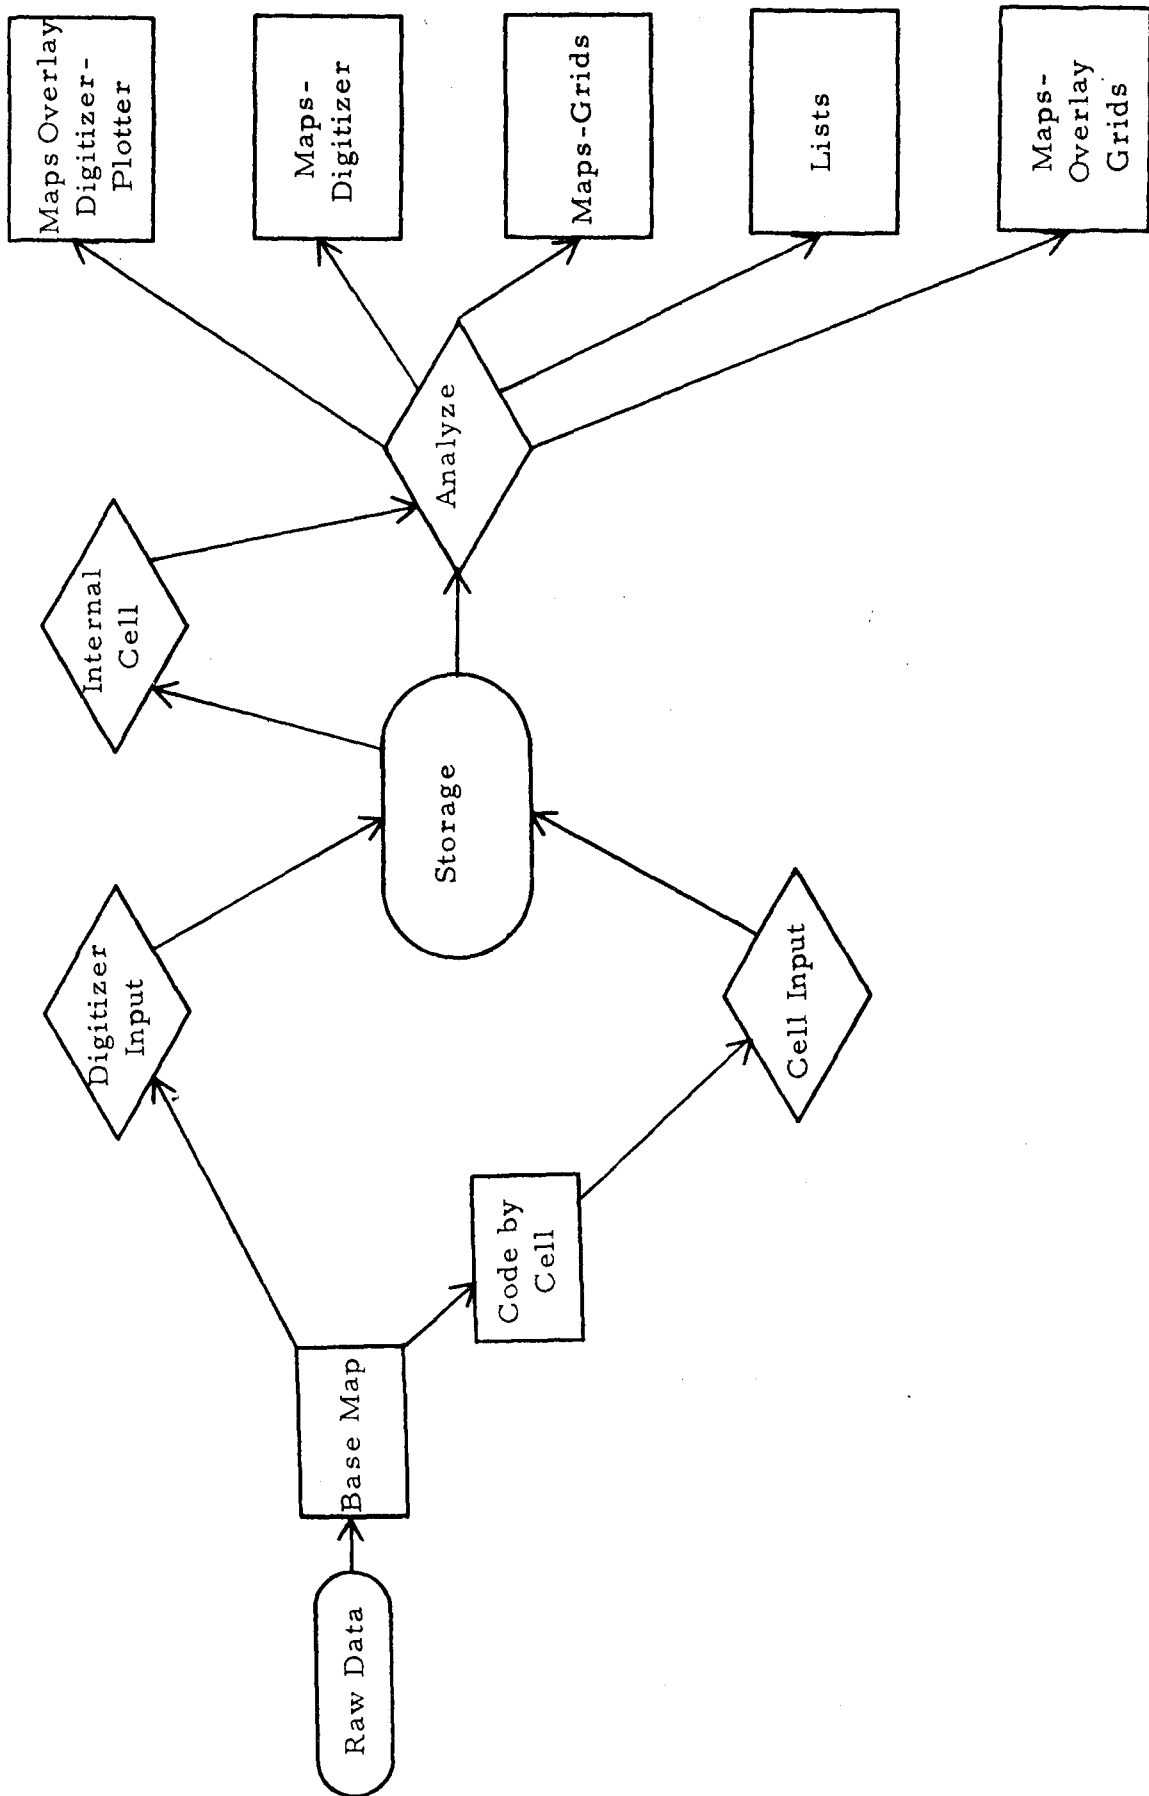 Raw Data
Base Map
Digitizer
Input
Code by
Cell
Cell Input
Storage
Internal
Cell
Analyze
Maps Overlay
Digitizer-
Plotter
Maps-
Digitizer
Maps-Grids
Lists
Maps-
Overlay
Grids